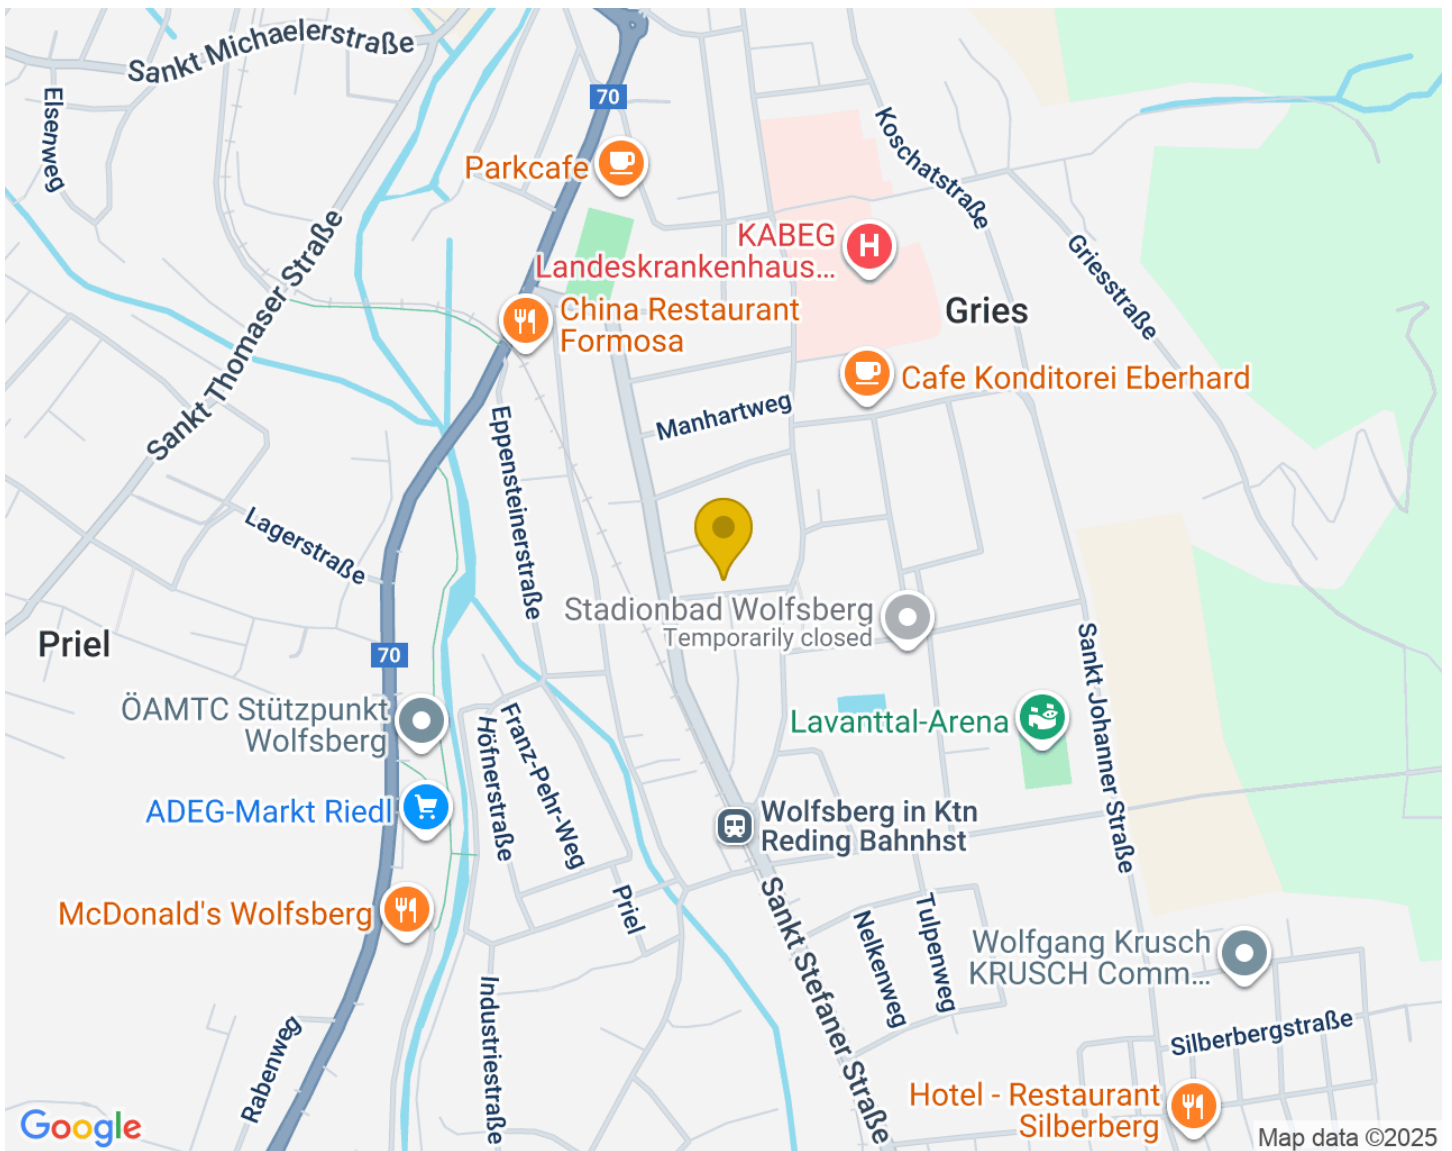 Sankt Michaelerstraße
Elsenweg
70
Parkcafe
Koschatstraße
KABEG
Landeskrankenhaus...
Griesstraße
Sankt Thomaser Straße
China Restaurant
Formosa
Gries
Cafe Konditorei Eberhard
Manhartweg
Eppensteinerstraße
Lagerstraße
Stadionbad Wolfsberg
Temporarily closed
Priel
70
Sankt Johanner Straße
ÖAMTC Stützpunkt
Wolfsberg
Höfnerstraße
Franz-Pehr-Weg
Lavanttal-Arena
ADEG-Markt Riedl
Wolfsberg in Ktn
Reding Bahnhst
McDonald's Wolfsberg
Priel
Sankt Stefaner Straße
Nelkenweg
Tulpenweg
Wolfgang Krusch
KRUSCH Comm...
Industriestraße
Rabenweg
Silberbergstraße
Hotel - Restaurant
Silberberg
Google
Map data ©2025